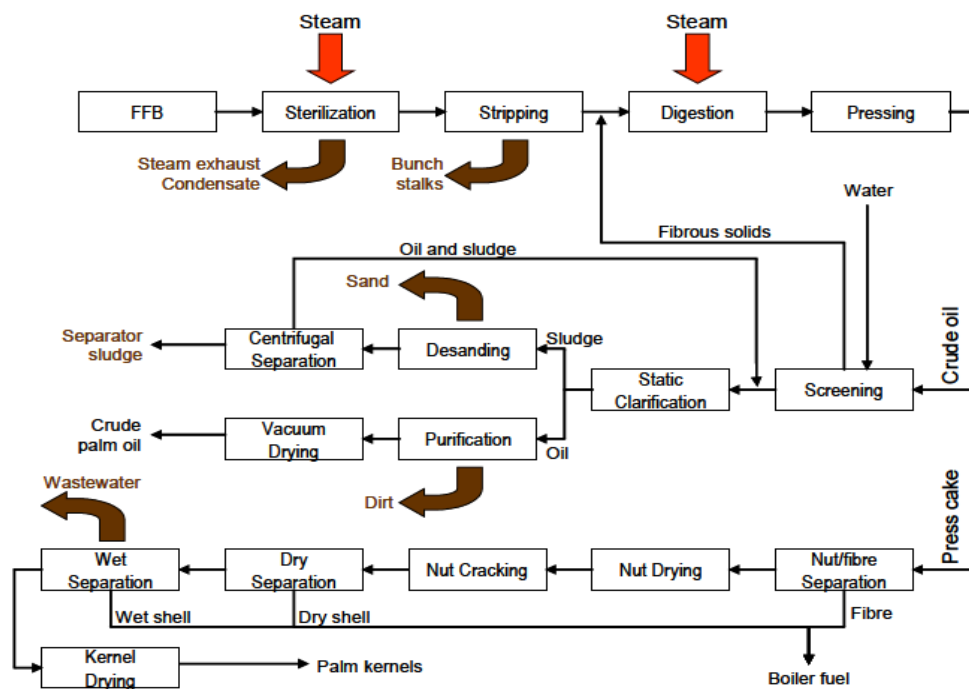 Steam
Steam
FFB
Sterilization
Stripping
Digestion
Pressing
Steam exhaust
Condensate
Bunch
stalks
Water
Fibrous solids
Oil and sludge
Sand
Separator
sludge
Centrifugal
Separation
Desanding
Sludge
Static
Clarification
Screening
Crude oil
Crude
palm oil
Vacuum
Drying
Purification
Oil
Wastewater
Dirt
Press cake
Wet
Separation
Dry
Separation
Nut Cracking
Nut Drying
Nut/fibre
Separation
Wet shell
Dry shell
Fibre
Kernel
Drying
Palm kernels
Boiler fuel